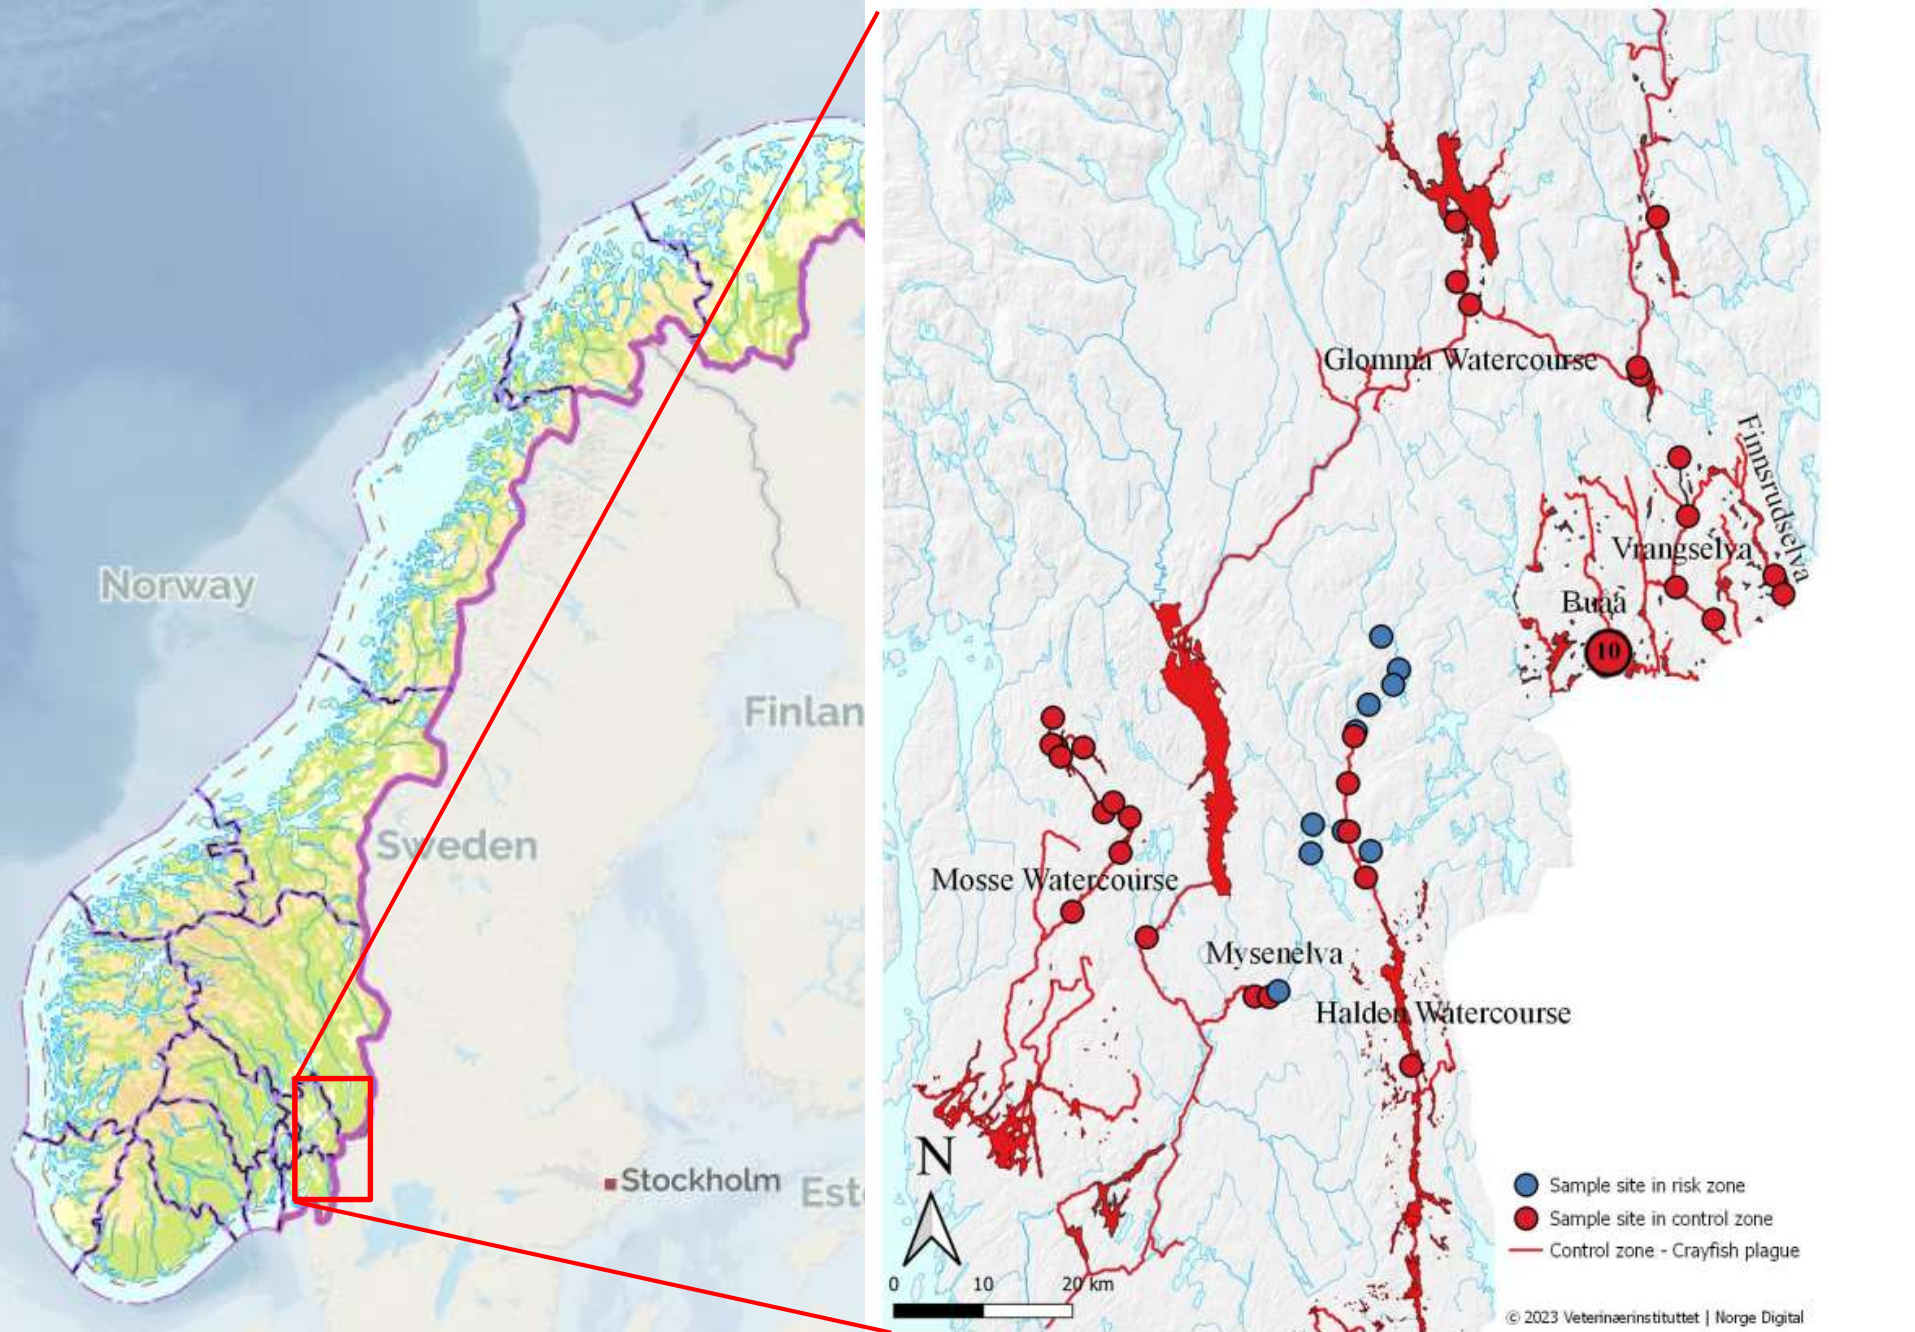 Norway
Sweden
Finlan
Stockholm
Est
Glomma Watercourse
Finnsrudselva
Vrangselva
Buåa
10
Mosse Watercourse
Mysenelva
Halden Watercourse
N
0 10 20 km
Sample site in risk zone
Sample site in control zone
Control zone - Crayfish plague
© 2023 Veterinærinstituttet | Norge Digital